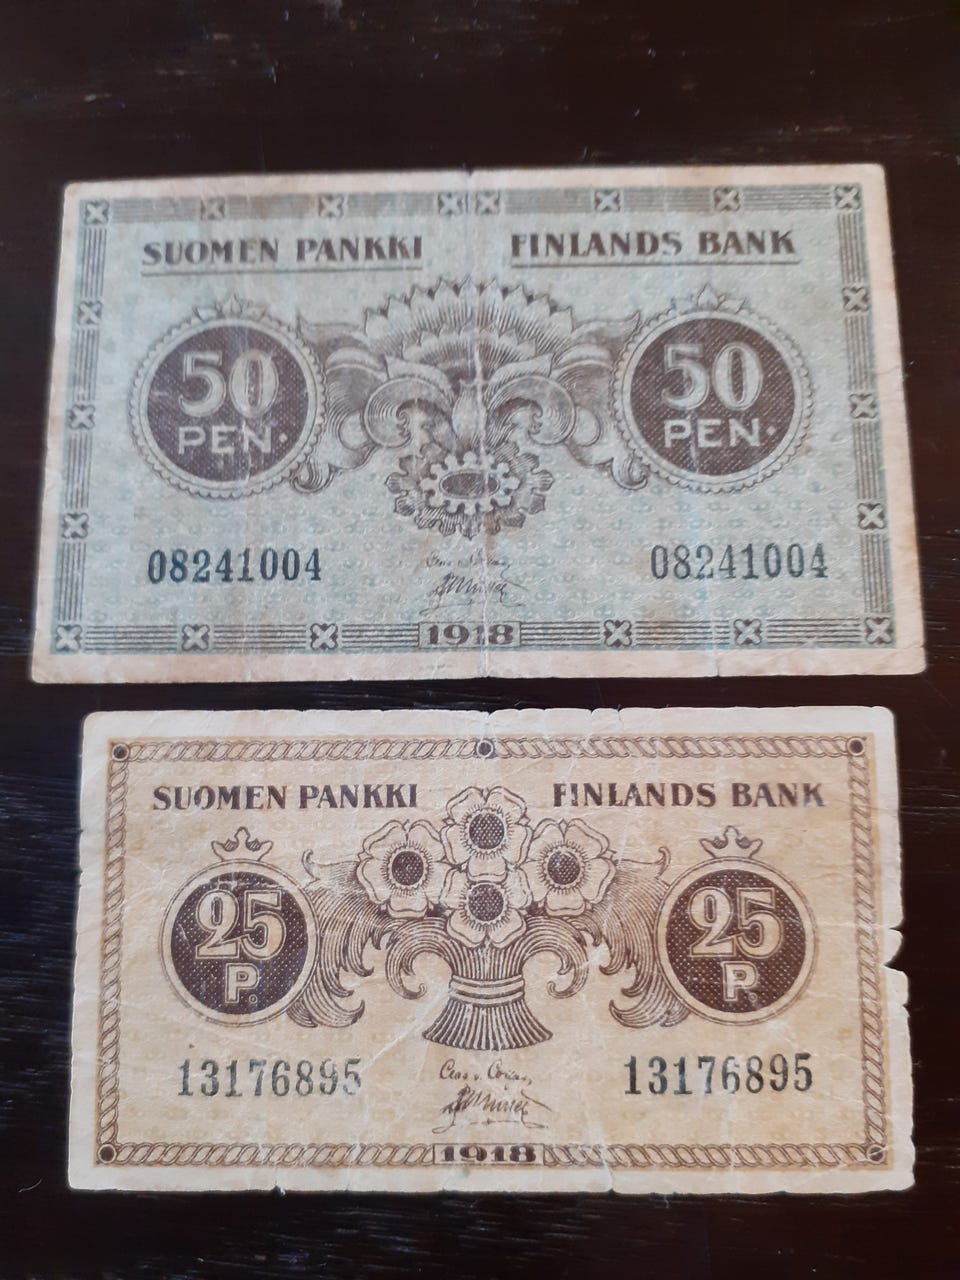 SUOMEN PANKKI FINLANDS BANK
50 PEN. 50 PEN.
08241004 08241004
1918
SUOMEN PANKKI FINLANDS BANK
25 P. 25 P.
13176895 13176895
1918